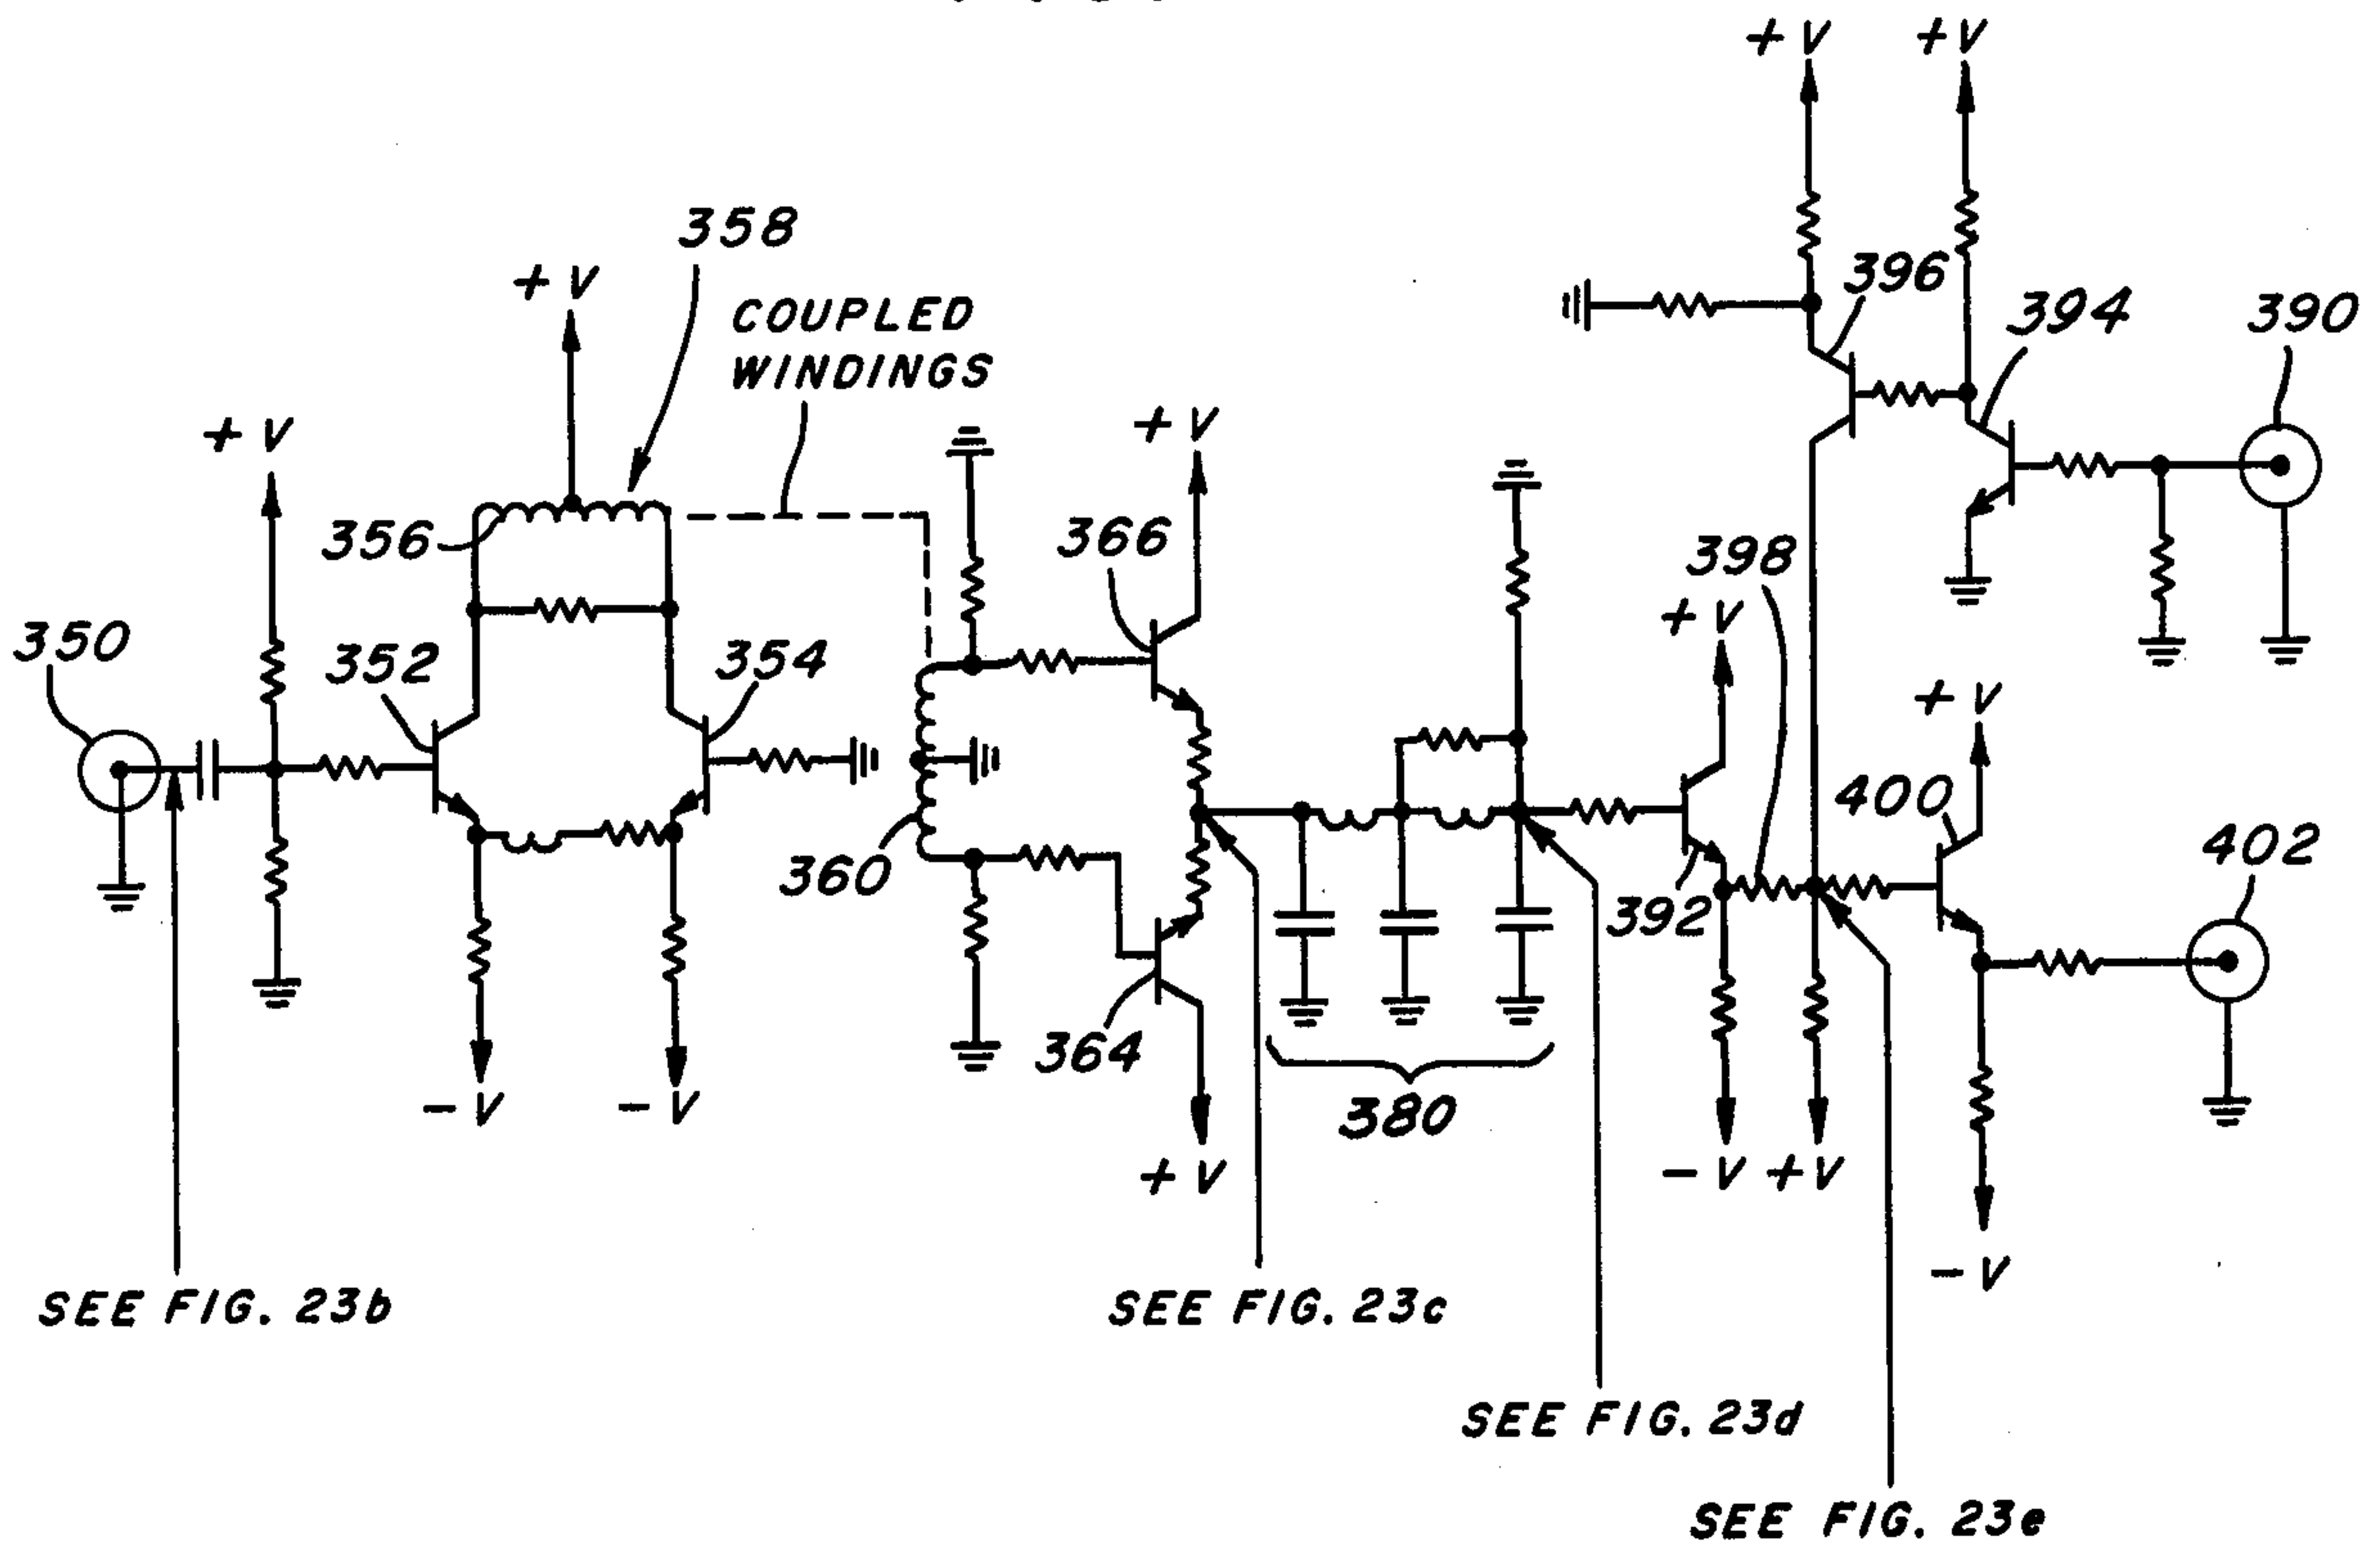 +V
+V
358
+V
COUPLED
WINDINGS
396
394
390
+V
+V
356
366
398
+V
350
352
354
+V
400
402
360
392
364
380
-V
-V
+V
-V
+V
-V
SEE FIG. 23b
SEE FIG. 23c
SEE FIG. 23d
SEE FIG. 23e